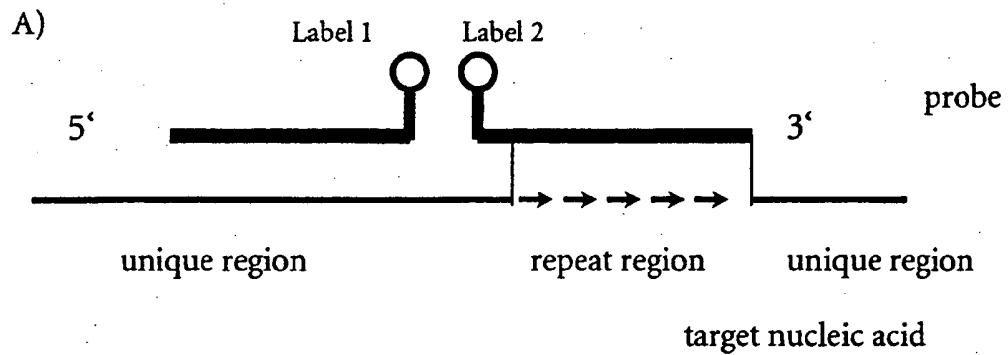 A)
Label 1 Label 2
probe
5‘ 3‘
unique region repeat region unique region
target nucleic acid